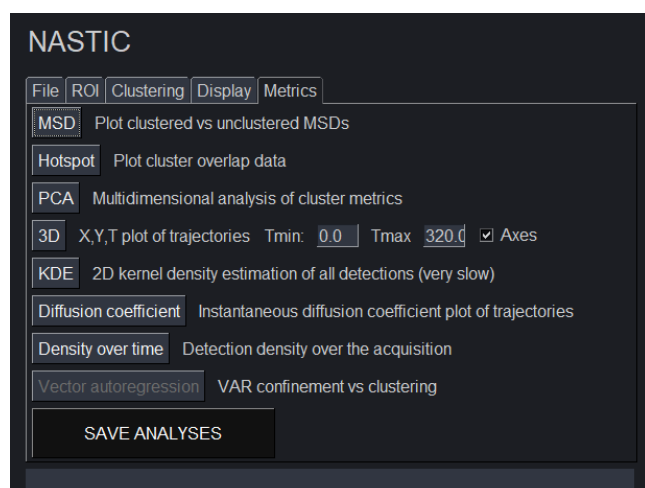 NASTIC
File ROI Clustering Display Metrics
MSD Plot clustered vs unclustered MSDs
Hotspot Plot cluster overlap data
PCA Multidimensional analysis of cluster metrics
3D X,Y,T plot of trajectories Tmin: 0.0 Tmax 320.0 Axes
KDE 2D kernel density estimation of all detections (very slow)
Diffusion coefficient Instantaneous diffusion coefficient plot of trajectories
Density over time Detection density over the acquisition
Vector autoregression VAR confinement vs clustering
SAVE ANALYSES